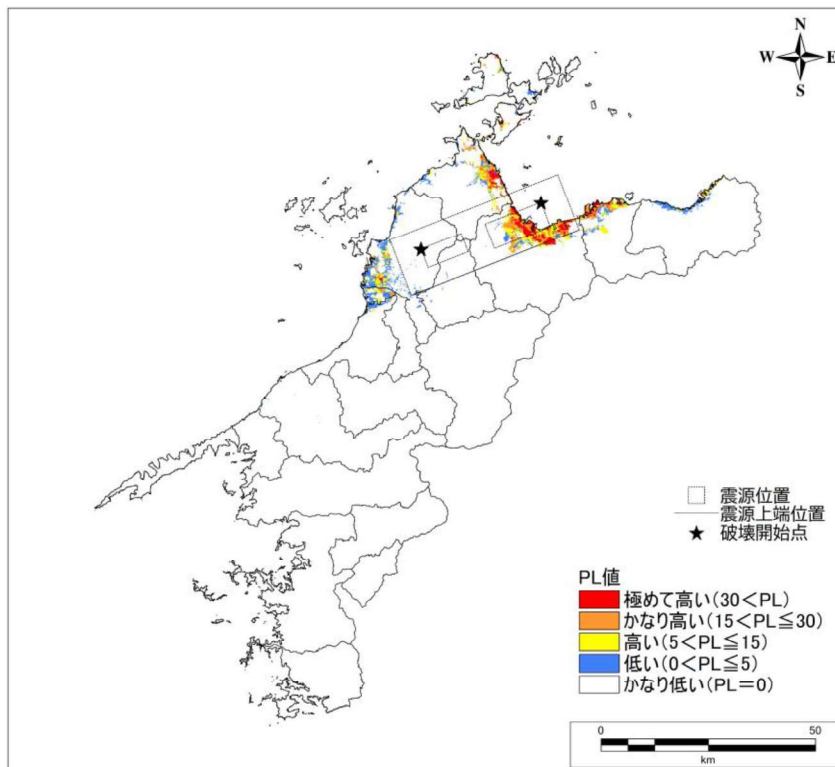 N
W E
S
震源位置
震源上端位置
破壊開始点
PL値
極めて高い(30<PL)
かなり高い(15<PL≦30)
高い(5<PL≦15)
低い(0<PL≦5)
かなり低い(PL=0)
0 50
km